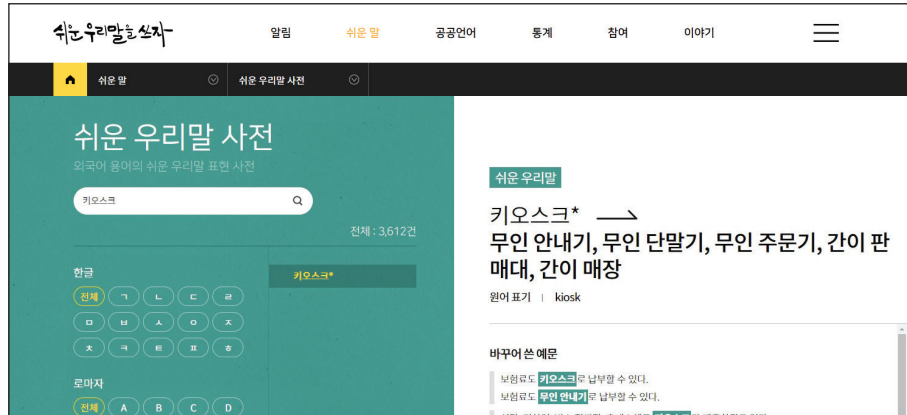 쉬운 우리말을 쓰자
알림 쉬운 말 공공언어 통계 참여 이야기
쉬운 말 쉬운 우리말 사전
쉬운 우리말 사전
외국어 용어의 쉬운 우리말 표현 사전
키오스크
전체 : 3,612건
한글
전체 ㄱ ㄴ ㄷ ㄹ
ㅁ ㅂ ㅅ ㅇ ㅈ
ㅊ ㅋ ㅌ ㅍ ㅎ
로마자
전체 A B C D
키오스크*
쉬운 우리말
키오스크*
무인 안내기, 무인 단말기, 무인 주문기, 간이 판
매대, 간이 매장
원어 표기 | kiosk
바꾸어 쓴 예문
보험료도 키오스크로 납부할 수 있다.
보험료도 무인 안내기로 납부할 수 있다.